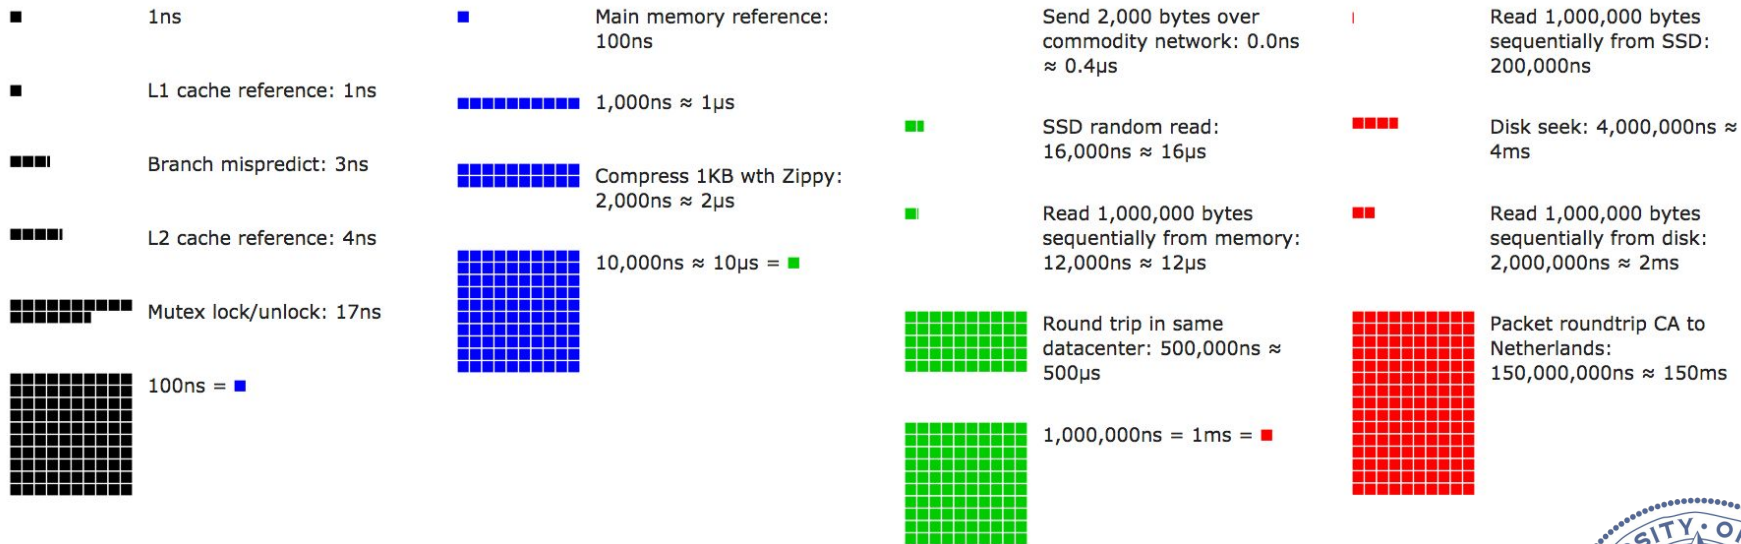 1ns
L1 cache reference: 1ns
Branch mispredict: 3ns
L2 cache reference: 4ns
Mutex lock/unlock: 17ns
100ns =
Main memory reference:
100ns
1,000ns ≈ 1μs
Compress 1KB wth Zippy:
2,000ns ≈ 2μs
10,000ns ≈ 10μs =
Send 2,000 bytes over
commodity network: 0.0ns
≈ 0.4μs
SSD random read:
16,000ns ≈ 16μs
Read 1,000,000 bytes
sequentially from memory:
12,000ns ≈ 12μs
Round trip in same
datacenter: 500,000ns ≈
500μs
1,000,000ns = 1ms =
Read 1,000,000 bytes
sequentially from SSD:
200,000ns
Disk seek: 4,000,000ns ≈
4ms
Read 1,000,000 bytes
sequentially from disk:
2,000,000ns ≈ 2ms
Packet roundtrip CA to
Netherlands:
150,000,000ns ≈ 150ms